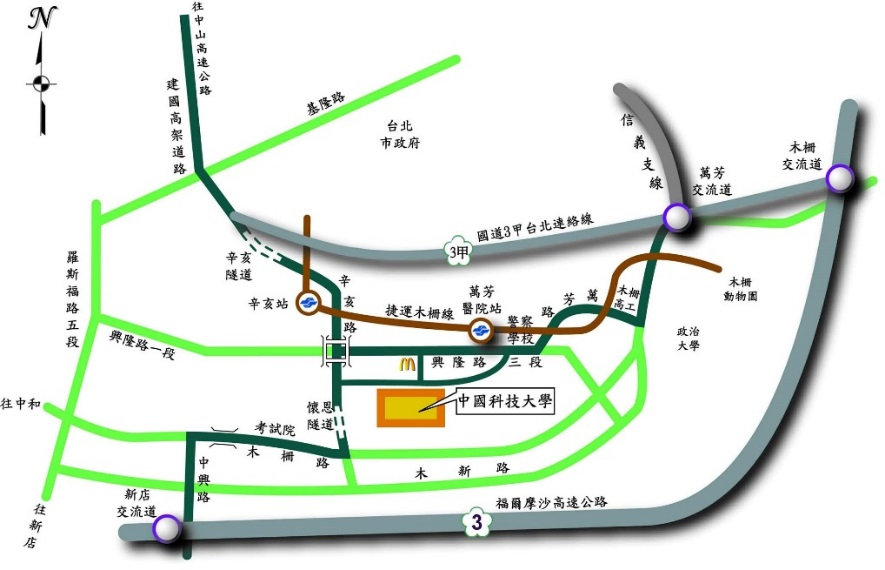 N
往中山高速公路
建國高架道路
基隆路
台北
市政府
信義支線
木柵
交流道
萬芳
交流道
國道3甲台北連絡線
3甲
羅斯福路五段
辛亥
隧道
辛亥路
辛亥站
捷運木柵線
萬芳
醫院站
警察
學校
萬芳路
木柵
高工
木柵
動物園
政治
大學
興隆路一段
興隆路三段
中國科技大學
往中和
懷恩
隧道
考試院
木柵路
中興路
木新路
新店
交流道
往新店
福爾摩沙高速公路
3